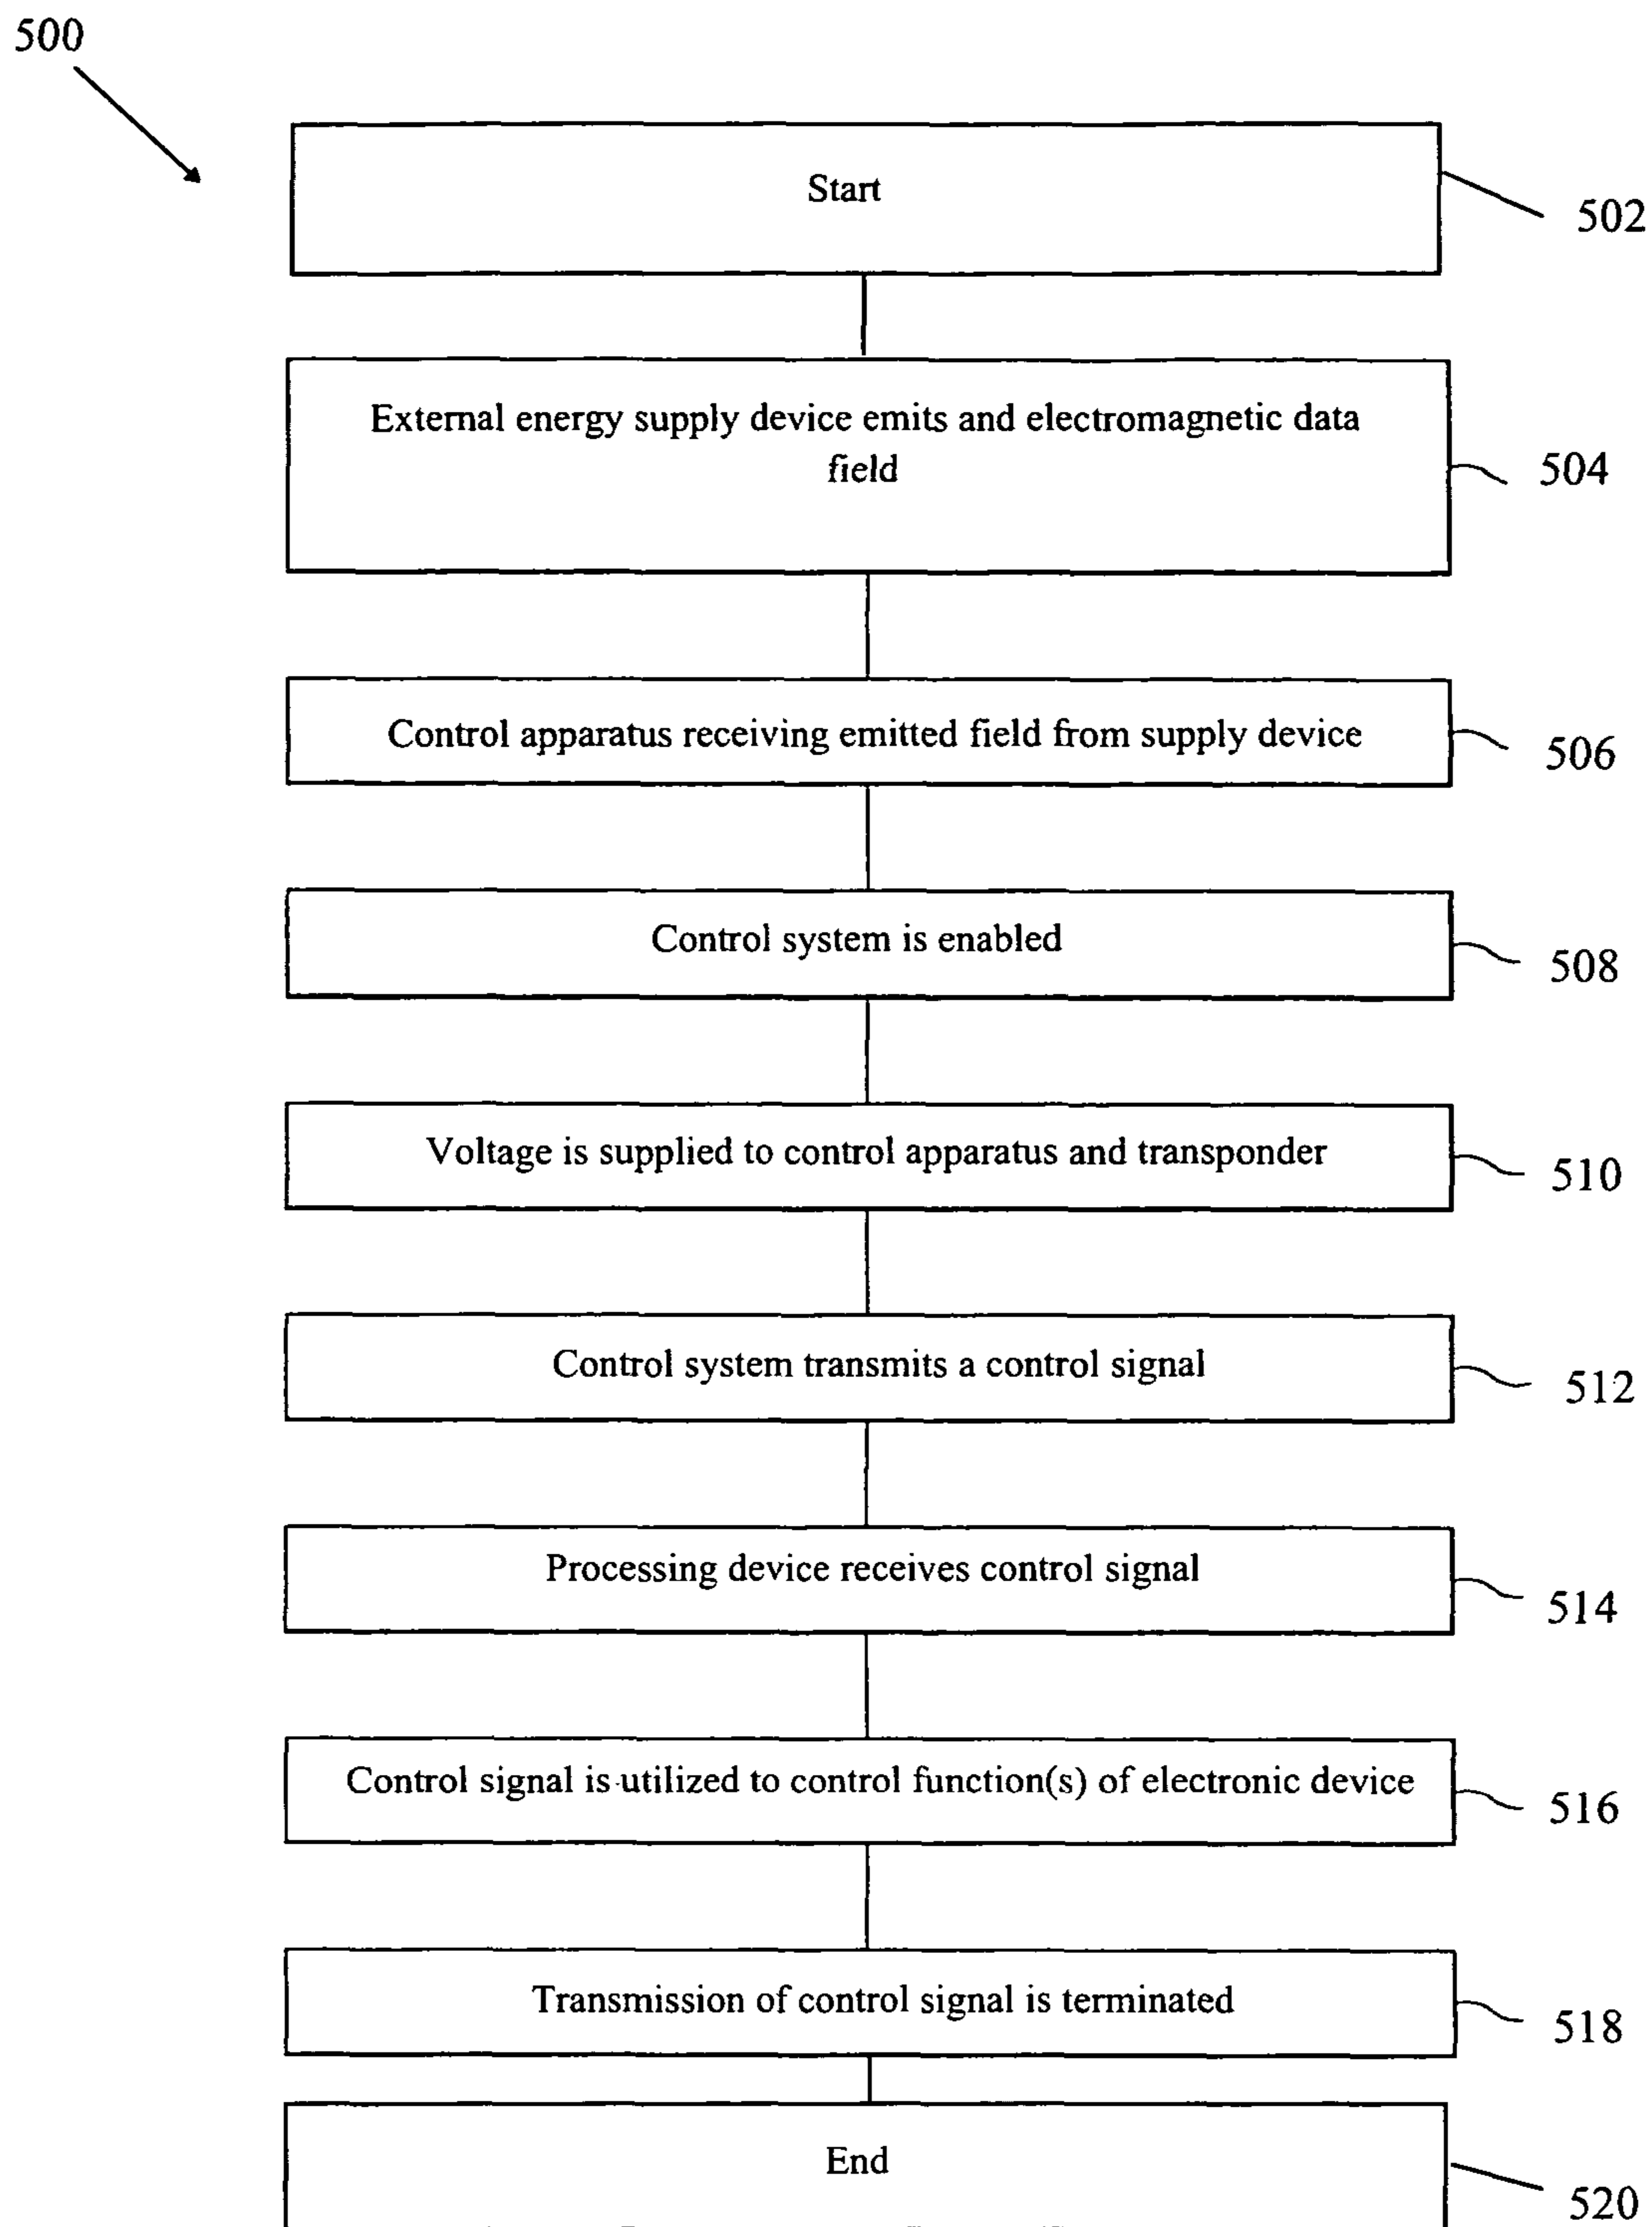 500
Start
502
External energy supply device emits and electromagnetic data
field
504
Control apparatus receiving emitted field from supply device
506
Control system is enabled
508
Voltage is supplied to control apparatus and transponder
510
Control system transmits a control signal
512
Processing device receives control signal
514
Control signal is utilized to control function(s) of electronic device
516
Transmission of control signal is terminated
518
End
520